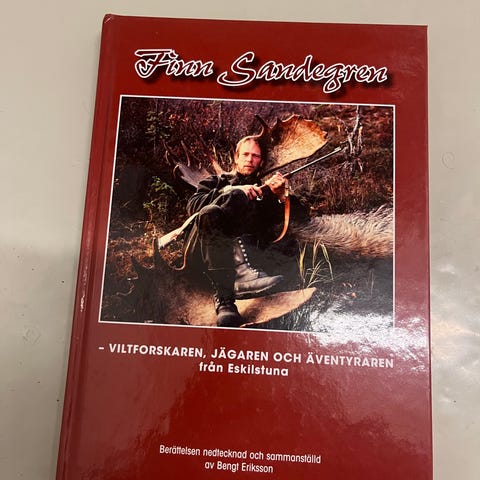 Finn Sandegren
– VILTFORSKAREN, JÄGAREN OCH ÄVENTYRAREN
från Eskilstuna
Berättelsen nedtecknad och sammanställd
av Bengt Eriksson